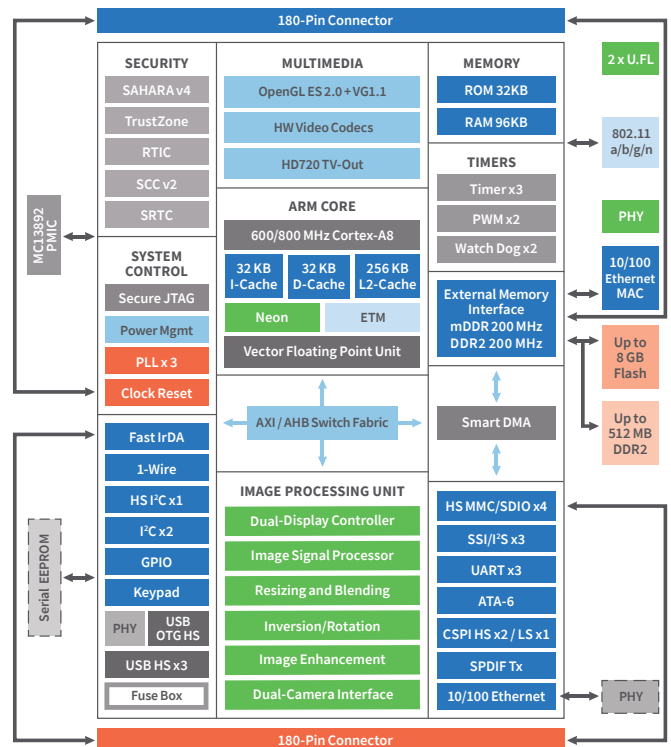 180-Pin Connector
SECURITY
SAHARA v4
TrustZone
RTIC
SCC v2
SRTC
SYSTEM
CONTROL
Secure JTAG
Power Mgmt
PLL x 3
Clock Reset
Fast IrDA
1-Wire
HS I²C x1
I²C x2
GPIO
Keypad
PHY
USB
OTG HS
USB HS x3
Fuse Box
MULTIMEDIA
OpenGL ES 2.0 + VG1.1
HW Video Codecs
HD720 TV-Out
ARM CORE
600/800 MHz Cortex-A8
32 KB
I-Cache
32 KB
D-Cache
256 KB
L2-Cache
Neon
ETM
Vector Floating Point Unit
AXI / AHB Switch Fabric
IMAGE PROCESSING UNIT
Dual-Display Controller
Image Signal Processor
Resizing and Blending
Inversion/Rotation
Image Enhancement
Dual-Camera Interface
MEMORY
ROM 32KB
RAM 96KB
TIMERS
Timer x3
PWM x2
Watch Dog x2
External Memory
Interface
mDDR 200 MHz
DDR2 200 MHz
Smart DMA
HS MMC/SDIO x4
SSI/I²S x3
UART x3
ATA-6
CSPI HS x2 / LS x1
SPDIF Tx
10/100 Ethernet
MC13892
PMIC
Serial EEPROM
2 x U.FL
802.11
a/b/g/n
PHY
10/100
Ethernet
MAC
Up to
8 GB
Flash
Up to
512 MB
DDR2
PHY
180-Pin Connector